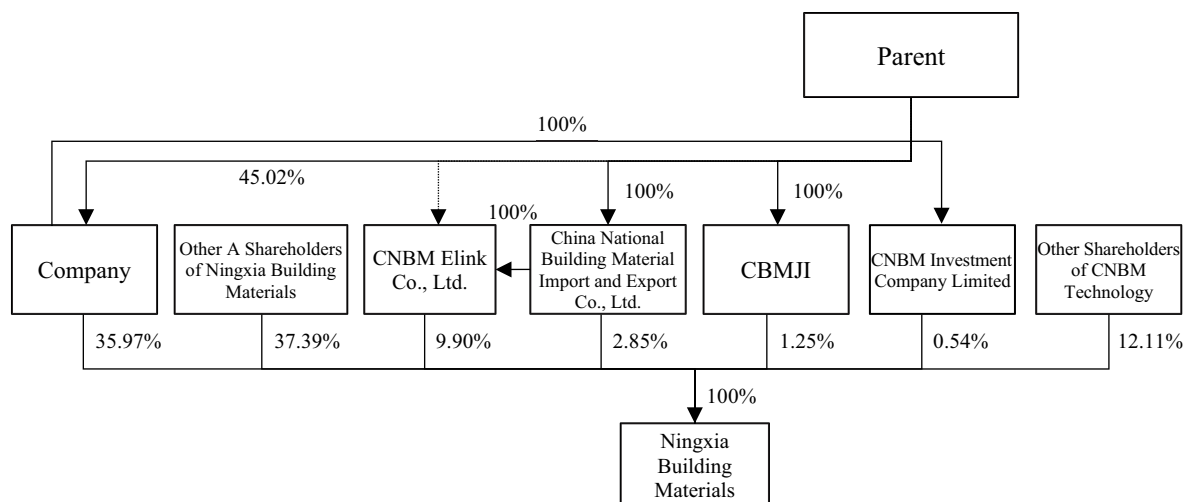 Parent
100%
45.02%
100%
100%
100%
Company
Other A Shareholders
of Ningxia Building
Materials
CNBM Elink
Co., Ltd.
China National
Building Material
Import and Export
Co., Ltd.
CBMJI
CNBM Investment
Company Limited
Other Shareholders
of CNBM
Technology
35.97%
37.39%
9.90%
2.85%
1.25%
0.54%
12.11%
100%
Ningxia
Building
Materials